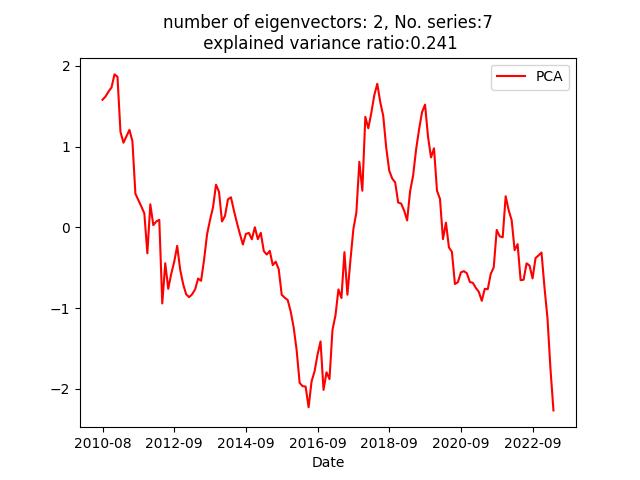 number of eigenvectors: 2, No. series:7
explained variance ratio:0.241
PCA
2
1
0
−1
−2
2010-08 2012-09 2014-09 2016-09 2018-09 2020-09 2022-09
Date